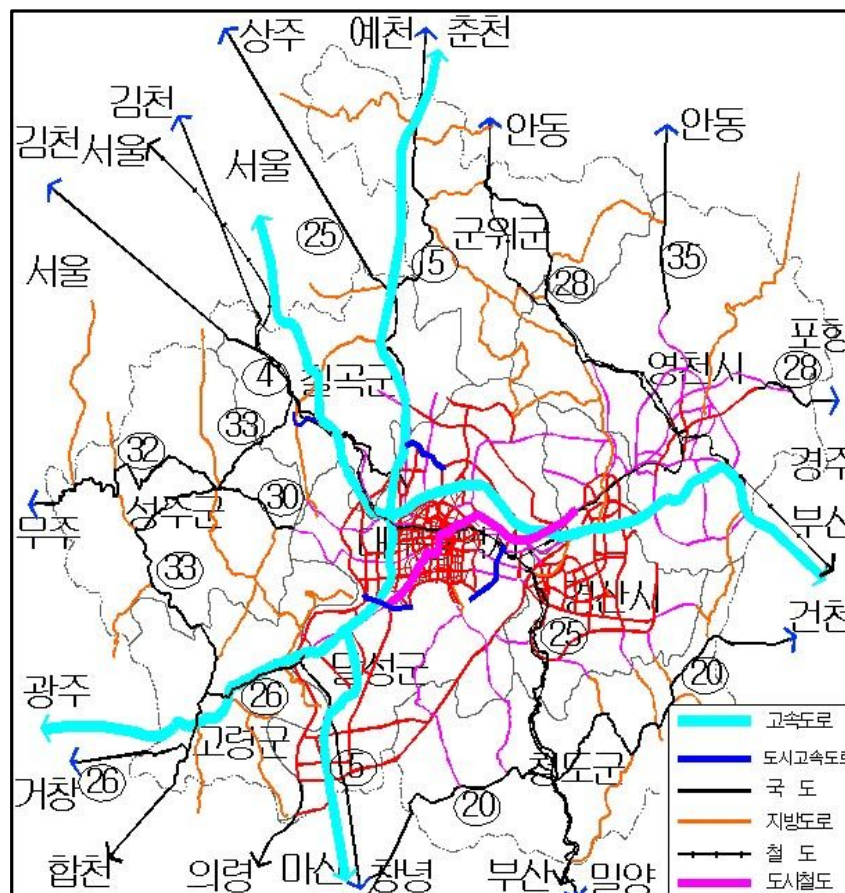 상주
예천
춘천
김천
안동
안동
김천
서울
서울
25
군위군
5
35
서울
28
포항
영천시
28
4
칠곡군
33
경주
32
성주군
30
부산
무주
33
경산시
건천
25
달성군
20
광주
26
고령군
고속도로
도시고속도로
5
청도군
국 도
거창
26
20
지방도로
철 도
합천
의령
마산
창녕
부산
밀양
도시철도